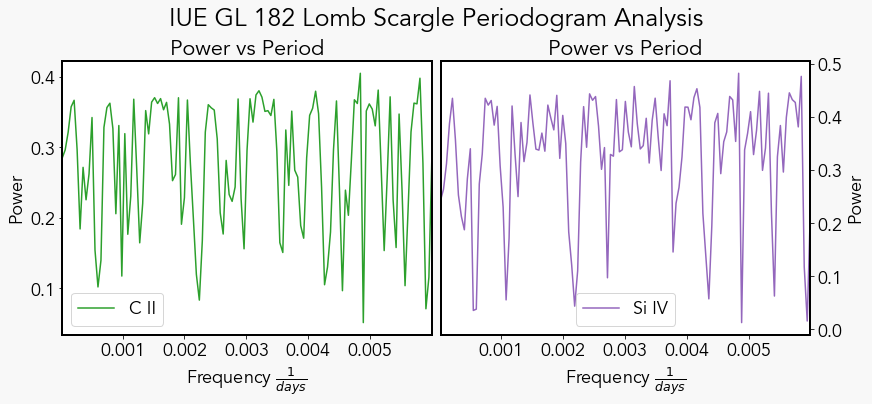 IUE GL 182 Lomb Scargle Periodogram Analysis
Power vs Period
Power
0.4
0.3
0.2
0.1
C II
0.001 0.002 0.003 0.004 0.005
Frequency 1/days
Power vs Period
0.5
0.4
0.3
0.2
0.1
0.0
Power
Si IV
0.001 0.002 0.003 0.004 0.005
Frequency 1/days